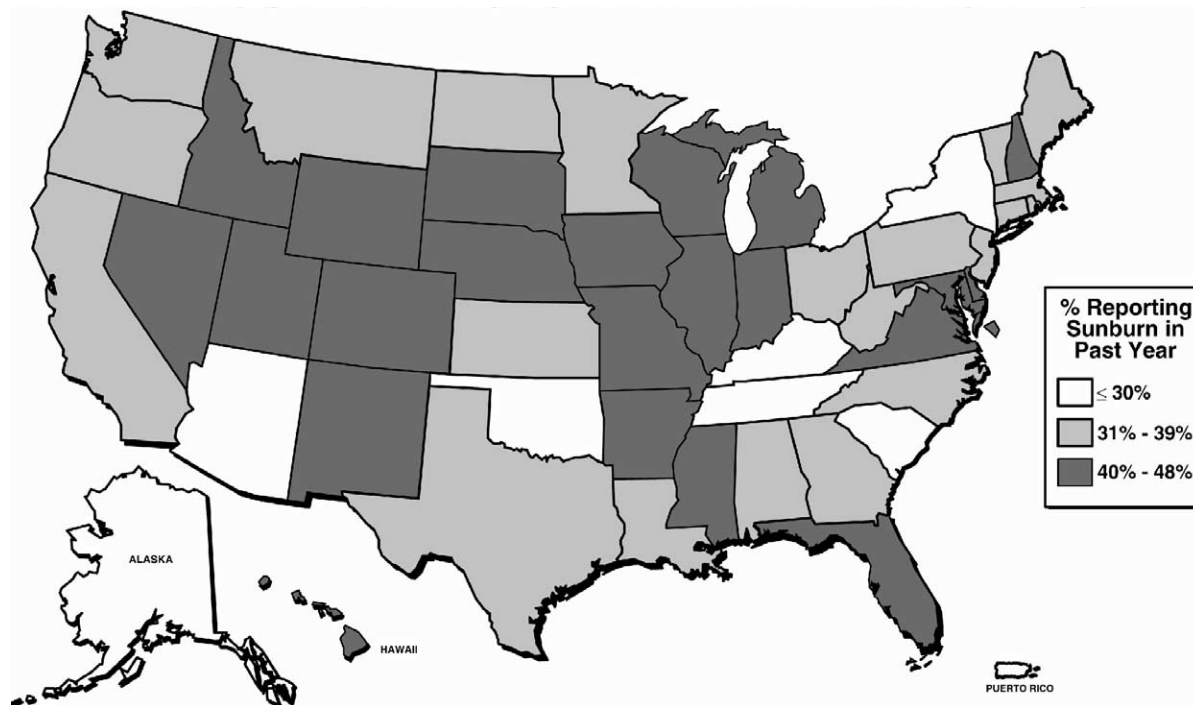 % Reporting
Sunburn in
Past Year
≤ 30%
31% - 39%
40% - 48%
ALASKA
HAWAII
PUERTO RICO